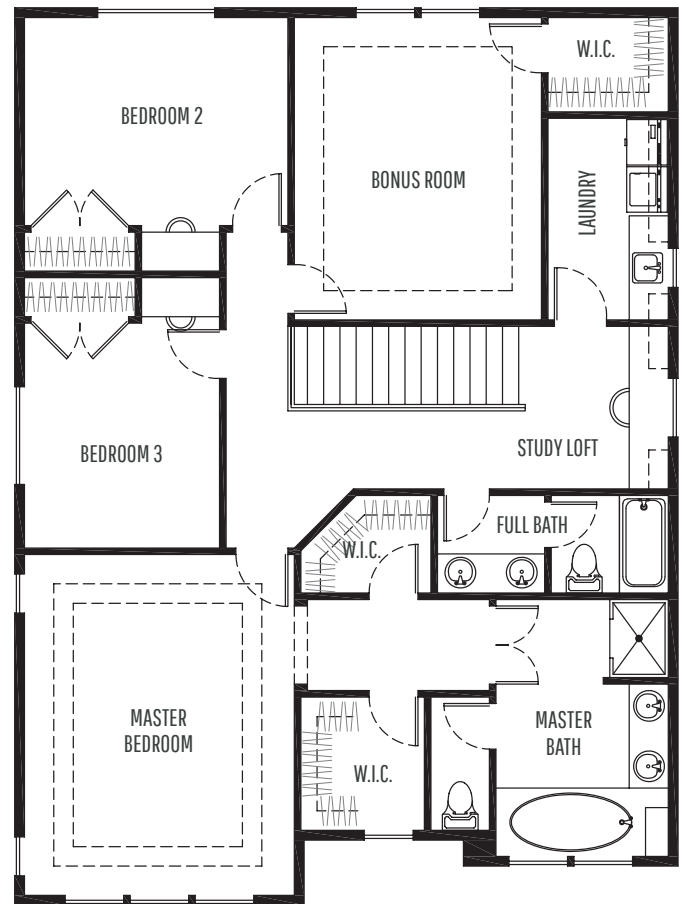 W.I.C.
BEDROOM 2
BONUS ROOM
LAUNDRY
BEDROOM 3
STUDY LOFT
FULL BATH
W.I.C.
MASTER
BEDROOM
MASTER
BATH
W.I.C.